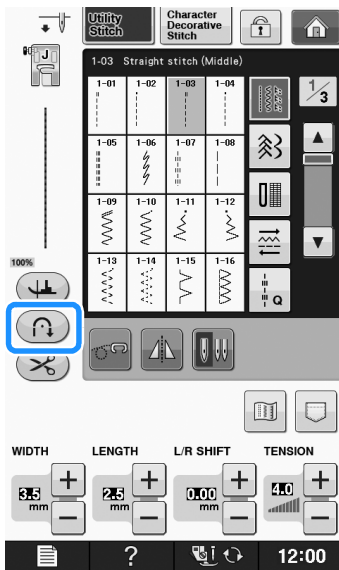 Utility Stitch
Character Decorative Stitch
J
1-03 Straight stitch (Middle)
1-01 1-02 1-03 1-04
1/3
1-05 1-06 1-07 1-08
1-09 1-10 1-11 1-12
100%
1-13 1-14 1-15 1-16
Q
WIDTH LENGTH L/R SHIFT TENSION
3.5 mm + −
2.5 mm + −
0.00 mm + −
4.0 + −
? 12:00